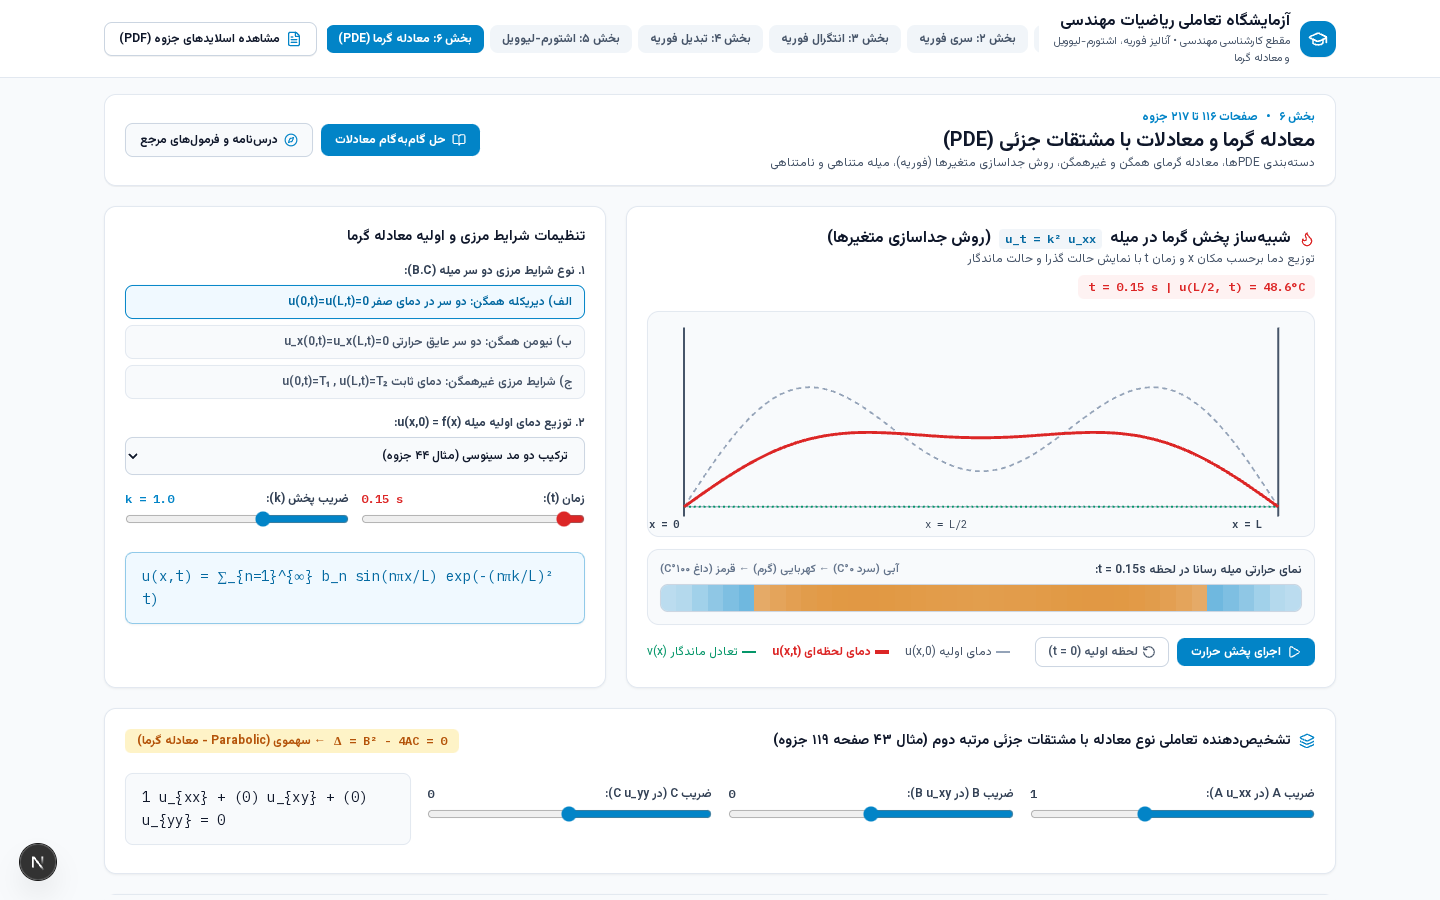 آزمایشگاه تعاملی ریاضیات مهندسی
مقطع کارشناسی مهندسی • آنالیز فوریه، اشتورم-لیوویل
و معادله گرما
بخش ۲: سری فوریه
بخش ۳: انتگرال فوریه
بخش ۴: تبدیل فوریه
بخش ۵: اشتورم-لیوویل
بخش ۶: معادله گرما (PDE)
مشاهده اسلایدهای جزوه (PDF)
بخش ۶ • صفحات ۱۱۶ تا ۲۱۷ جزوه
معادله گرما و معادلات با مشتقات جزئی (PDE)
دسته‌بندی PDEها، معادله گرمای همگن و غیرهمگن، روش جداسازی متغیرها (فوریه)، میله متناهی و نامتناهی
حل گام‌به‌گام معادلات
درس‌نامه و فرمول‌های مرجع
شبیه‌ساز پخش گرما در میله u_t = k² u_xx (روش جداسازی متغیرها)
توزیع دما برحسب مکان x و زمان t با نمایش حالت گذرا و حالت ماندگار
t = 0.15 s | u(L/2, t) = 48.6°C
x = 0
x = L/2
x = L
نمای حرارتی میله رسانا در لحظه t = 0.15s:
آبی (سرد ۰°C) ← کهربایی (گرم) ← قرمز (داغ ۱۰۰°C)
اجرای پخش حرارت
لحظه اولیه (t = 0)
دمای اولیه u(x,0)
دمای لحظه‌ای u(x,t)
تعادل ماندگار v(x)
تنظیمات شرایط مرزی و اولیه معادله گرما
۱. نوع شرایط مرزی دو سر میله (B.C):
الف) دیریکله همگن: دو سر در دمای صفر u(0,t)=u(L,t)=0
ب) نیومن همگن: دو سر عایق حرارتی u_x(0,t)=u_x(L,t)=0
ج) شرایط مرزی غیرهمگن: دمای ثابت u(0,t)=T₁ , u(L,t)=T₂
۲. توزیع دمای اولیه میله u(x,0) = f(x):
ترکیب دو مد سینوسی (مثال ۴۴ جزوه)
زمان (t):
0.15 s
ضریب پخش (k):
k = 1.0
u(x,t) = ∑_{n=1}^{∞} b_n sin(nπx/L) exp(-(nπk/L)²
t)
تشخیص‌دهنده تعاملی نوع معادله با مشتقات جزئی مرتبه دوم (مثال ۴۳ صفحه ۱۱۹ جزوه)
Δ = B² - 4AC = 0 ← سهموی (Parabolic - معادله گرما)
ضریب A (در A u_xx):
1
ضریب B (در B u_xy):
0
ضریب C (در C u_yy):
0
1 u_{xx} + (0) u_{xy} + (0)
u_{yy} = 0
N